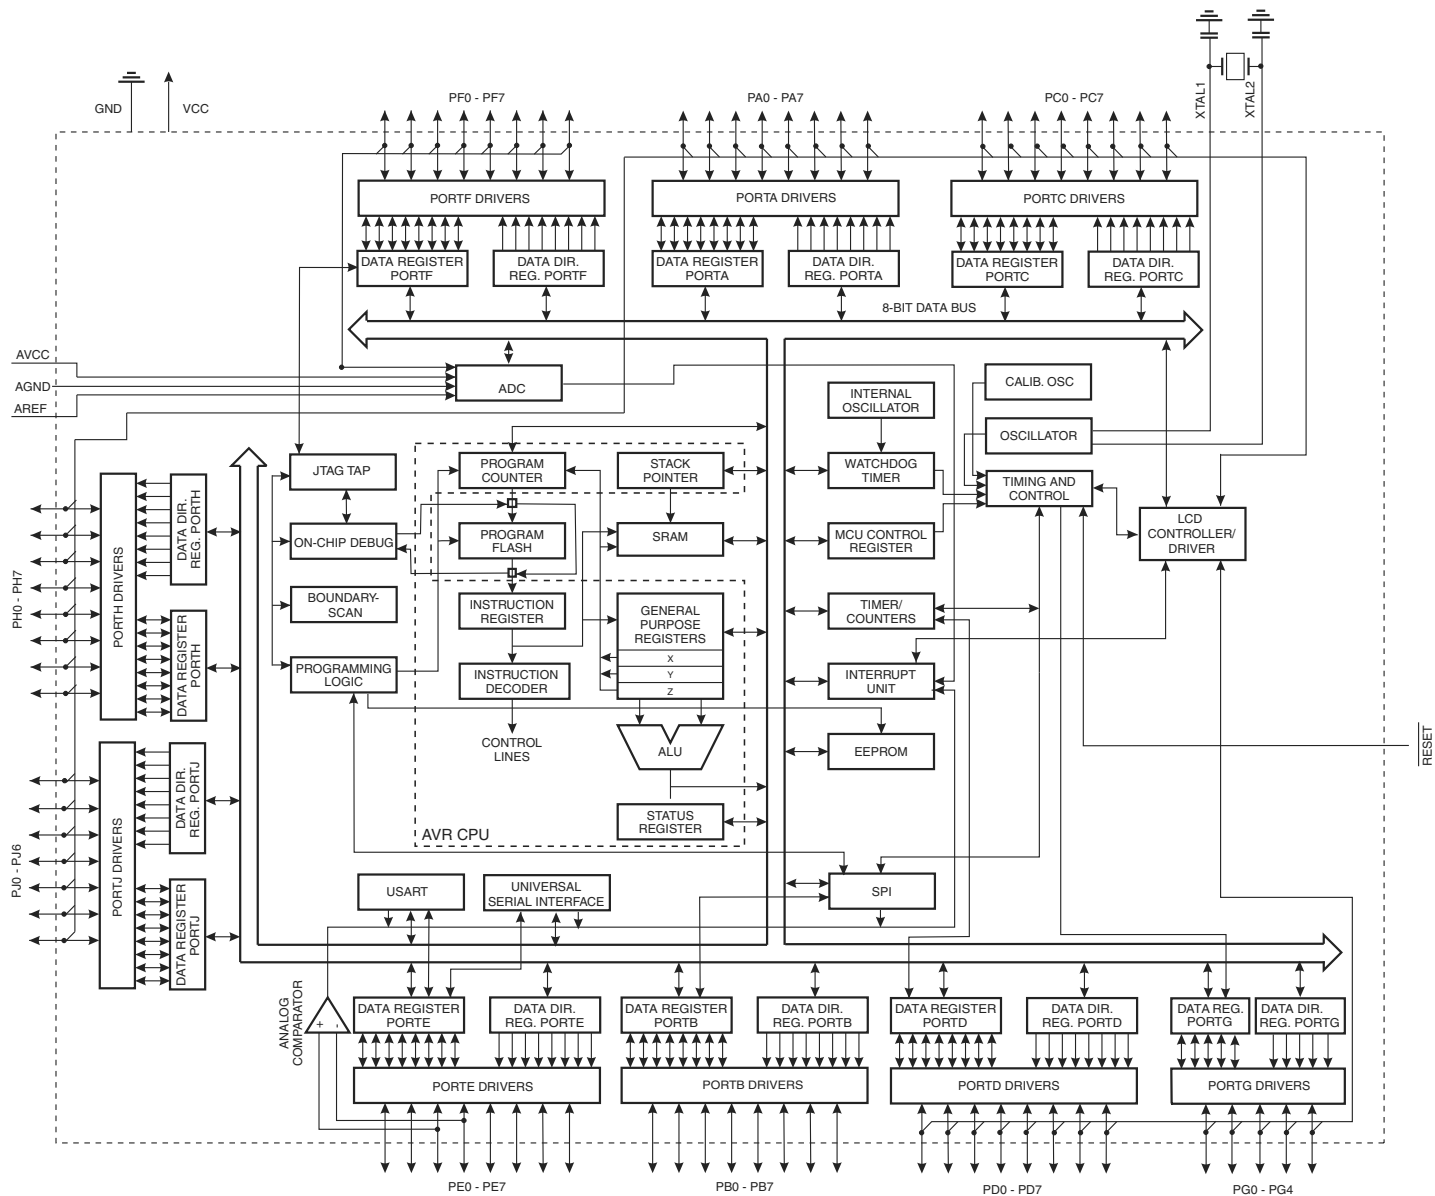 XTAL1
XTAL2
GND
VCC
PF0 - PF7
PA0 - PA7
PC0 - PC7
PORTF DRIVERS
PORTA DRIVERS
PORTC DRIVERS
DATA REGISTER
PORTF
DATA DIR.
REG. PORTF
DATA REGISTER
PORTA
DATA DIR.
REG. PORTA
DATA REGISTER
PORTC
DATA DIR.
REG. PORTC
8-BIT DATA BUS
AVCC
AGND
AREF
ADC
INTERNAL
OSCILLATOR
CALIB. OSC
OSCILLATOR
JTAG TAP
PROGRAM
COUNTER
STACK
POINTER
WATCHDOG
TIMER
TIMING AND
CONTROL
LCD
CONTROLLER/
DRIVER
ON-CHIP DEBUG
PROGRAM
FLASH
SRAM
MCU CONTROL
REGISTER
BOUNDARY-
SCAN
INSTRUCTION
REGISTER
GENERAL
PURPOSE
REGISTERS
X
Y
Z
TIMER/
COUNTERS
PROGRAMMING
LOGIC
INSTRUCTION
DECODER
INTERRUPT
UNIT
CONTROL
LINES
ALU
EEPROM
STATUS
REGISTER
AVR CPU
RESET
PH0 - PH7
PORTH DRIVERS
DATA DIR.
REG. PORTH
DATA REGISTER
PORTH
PJ0 - PJ6
PORTJ DRIVERS
DATA DIR.
REG. PORTJ
DATA REGISTER
PORTJ
USART
UNIVERSAL
SERIAL INTERFACE
SPI
ANALOG
COMPARATOR
+
-
DATA REGISTER
PORTE
DATA DIR.
REG. PORTE
DATA REGISTER
PORTB
DATA DIR.
REG. PORTB
DATA REGISTER
PORTD
DATA DIR.
REG. PORTD
DATA REG.
PORTG
DATA DIR.
REG. PORTG
PORTE DRIVERS
PORTB DRIVERS
PORTD DRIVERS
PORTG DRIVERS
PE0 - PE7
PB0 - PB7
PD0 - PD7
PG0 - PG4